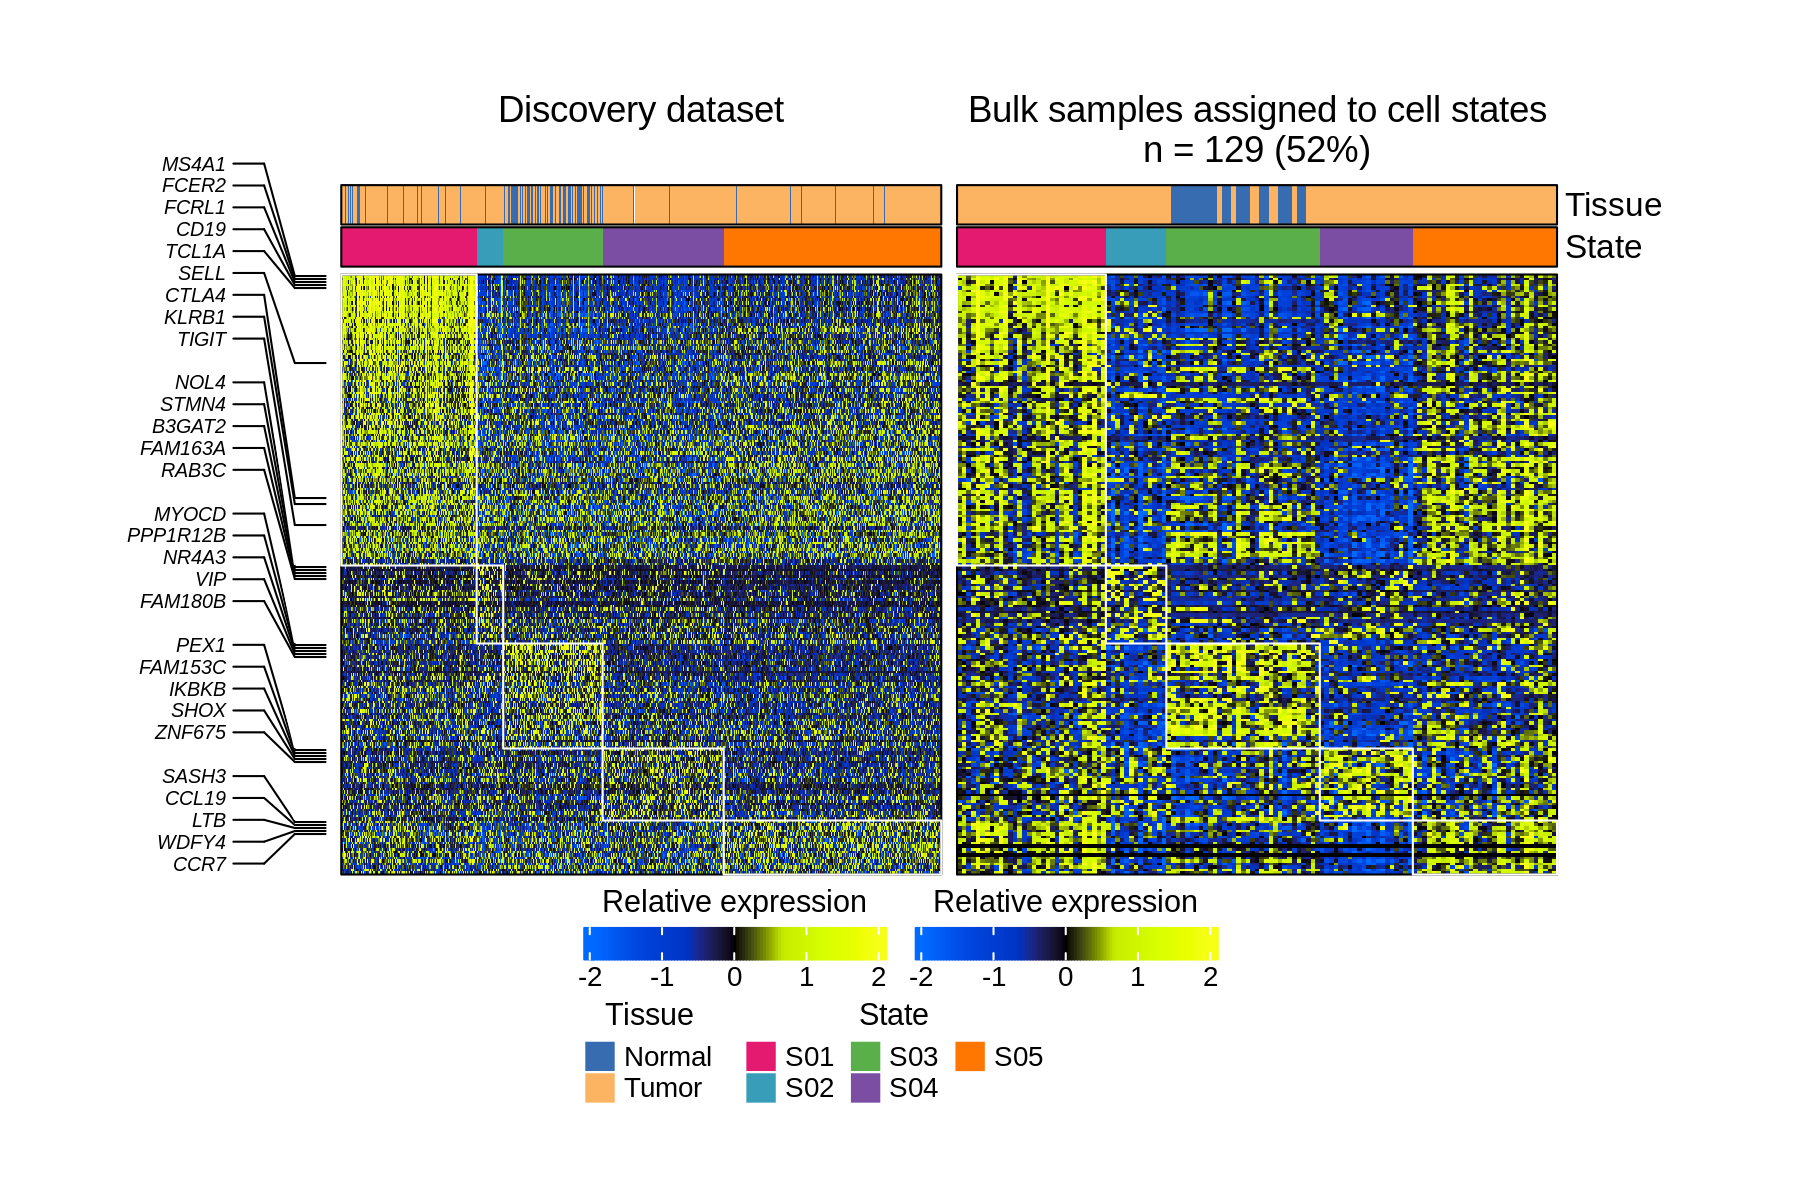 Discovery dataset
Bulk samples assigned to cell states
n = 129 (52%)
MS4A1
FCER2
FCRL1
CD19
TCL1A
SELL
CTLA4
KLRB1
TIGIT
NOL4
STMN4
B3GAT2
FAM163A
RAB3C
MYOCD
PPP1R12B
NR4A3
VIP
FAM180B
PEX1
FAM153C
IKBKB
SHOX
ZNF675
SASH3
CCL19
LTB
WDFY4
CCR7
Tissue
State
Relative expression
-2 -1 0 1 2
Relative expression
-2 -1 0 1 2
Tissue
Normal
Tumor
State
S01 S03 S05
S02 S04